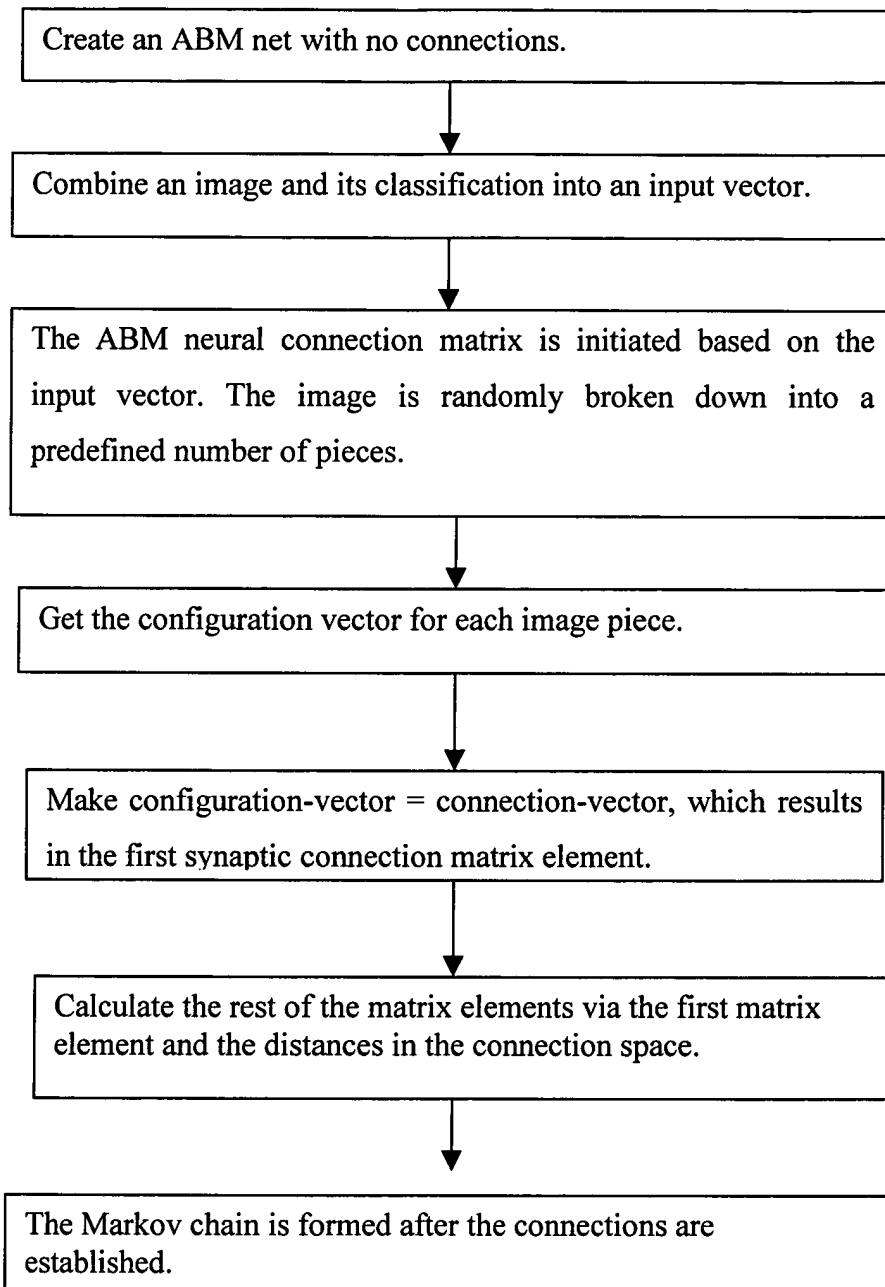 Create an ABM net with no connections.
Combine an image and its classification into an input vector.
The ABM neural connection matrix is initiated based on the
input vector. The image is randomly broken down into a
predefined number of pieces.
Get the configuration vector for each image piece.
Make configuration-vector = connection-vector, which results
in the first synaptic connection matrix element.
Calculate the rest of the matrix elements via the first matrix
element and the distances in the connection space.
The Markov chain is formed after the connections are
established.